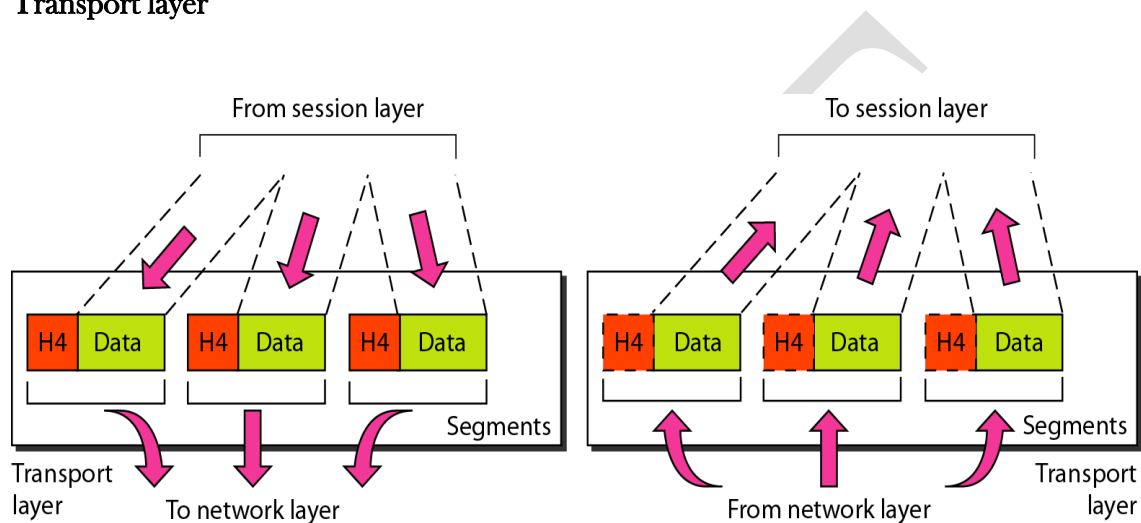 Transport layer
From session layer
To session layer
H4 Data H4 Data H4 Data
H4 Data H4 Data H4 Data
Segments
Segments
Transport
layer
To network layer
From network layer
Transport
layer